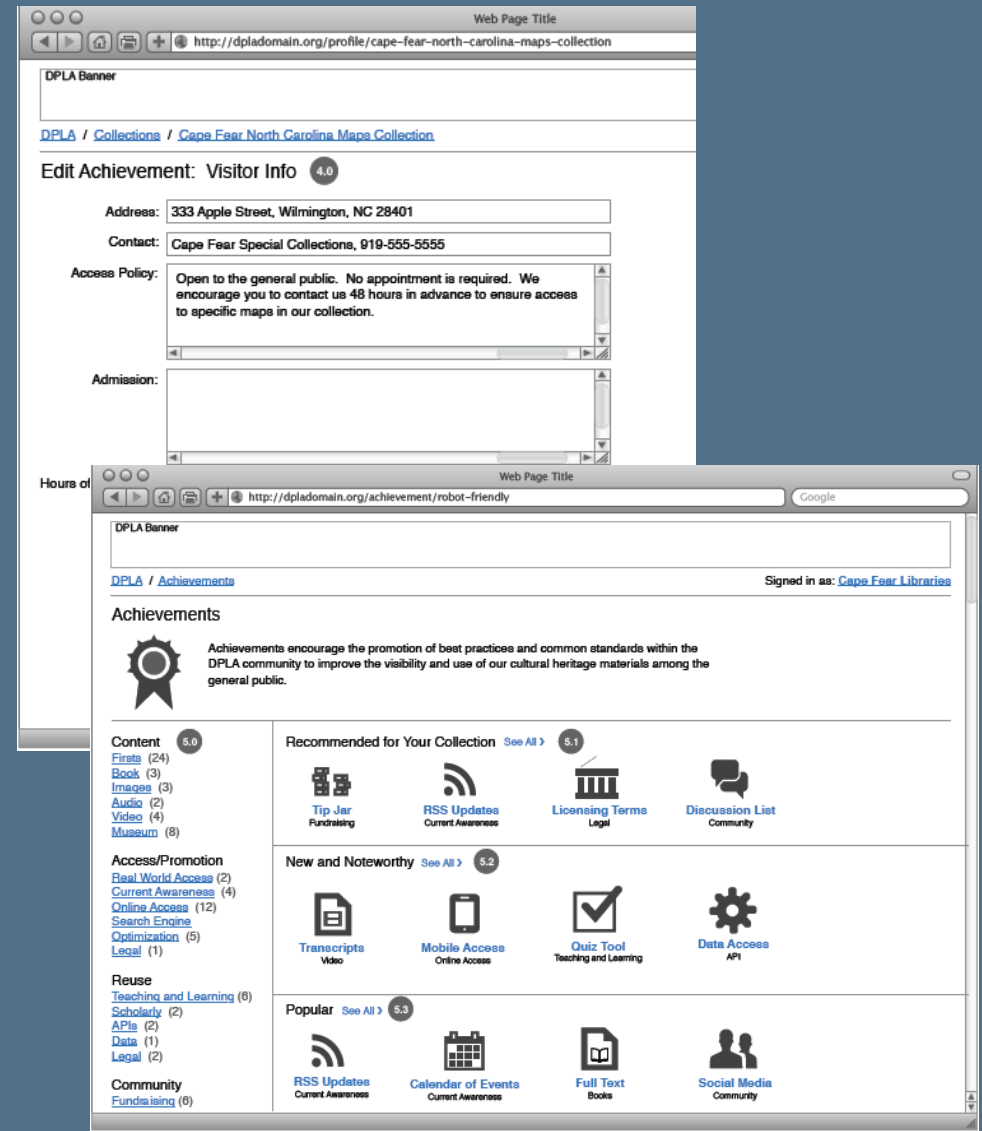 Web Page Title
http://dpladomain.org/profile/cape-fear-north-carolina-maps-collection
DPLA Banner
DPLA / Collections / Cape Fear North Carolina Maps Collection
Edit Achievement: Visitor Info 4.0
Address: 333 Apple Street, Wilmington, NC 28401
Contact: Cape Fear Special Collections, 919-555-5555
Access Policy: Open to the general public. No appointment is required. We
encourage you to contact us 48 hours in advance to ensure access
to specific maps in our collection.
Admission:
Hours of
Web Page Title
http://dpladomain.org/achievement/robot-friendly
Google
DPLA Banner
DPLA / Achievements
Signed in as: Cape Fear Libraries
Achievements
Achievements encourage the promotion of best practices and common standards within the
DPLA community to improve the visibility and use of our cultural heritage materials among the
general public.
Content 5.0
Firsts (24)
Book (3)
Images (3)
Audio (2)
Video (4)
Museum (8)
Access/Promotion
Real World Access (2)
Current Awareness (4)
Online Access (12)
Search Engine
Optimization (5)
Legal (1)
Reuse
Teaching and Learning (6)
Scholarly (2)
APIs (2)
Data (1)
Legal (2)
Community
Fundraising (6)
Recommended for Your Collection See All > 5.1
Tip Jar
Fundraising
RSS Updates
Current Awareness
Licensing Terms
Legal
Discussion List
Community
New and Noteworthy See All > 5.2
Transcripts
Video
Mobile Access
Online Access
Quiz Tool
Teaching and Learning
Data Access
API
Popular See All > 5.3
RSS Updates
Current Awareness
Calendar of Events
Current Awareness
Full Text
Books
Social Media
Community